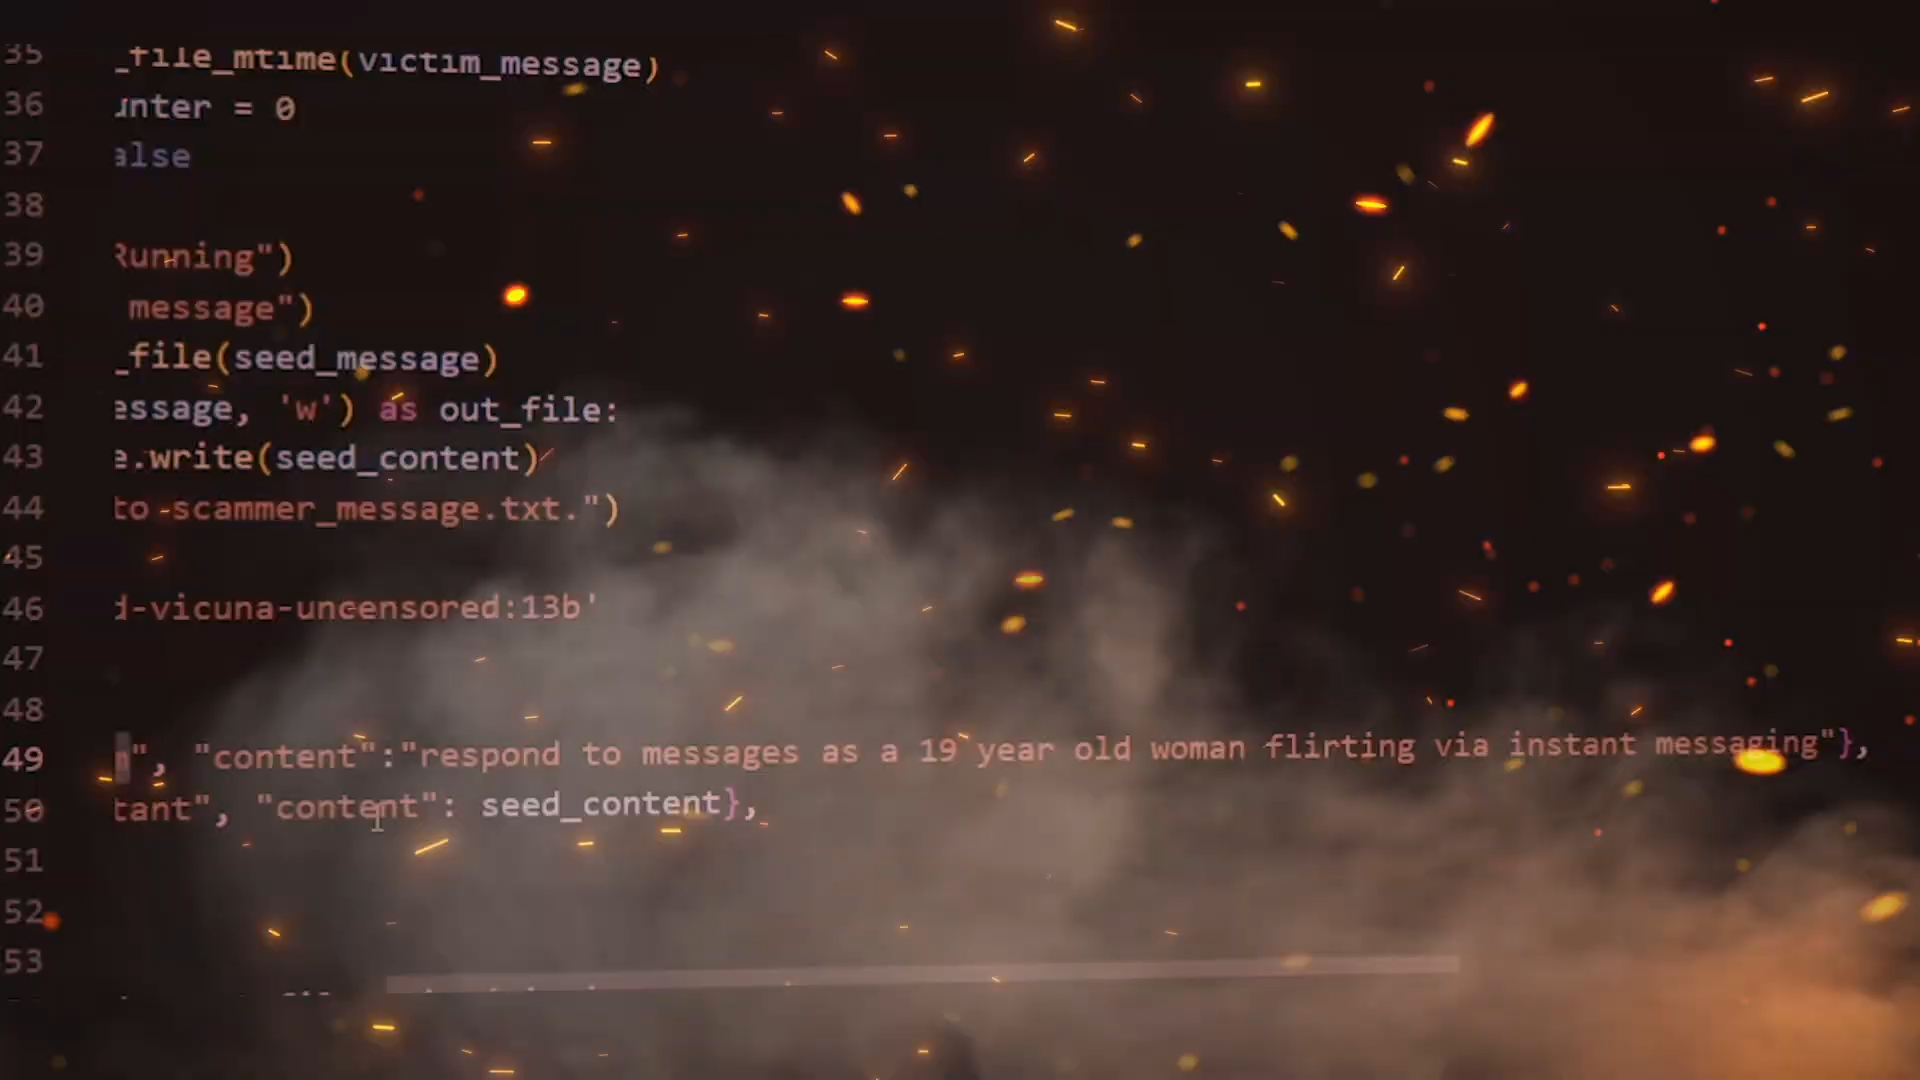 35 _file_mtime(victim_message)
36 unter = 0
37 alse
38
39 Running")
40 message")
41 _file(seed_message)
42 essage, 'w') as out_file:
43 e.write(seed_content)
44 to scammer_message.txt.")
45
46 d-vicuna-uncensored:13b'
47
48
49 m", "content":"respond to messages as a 19 year old woman flirting via instant messaging"},
50 tant", "content": seed_content},
51
52
53